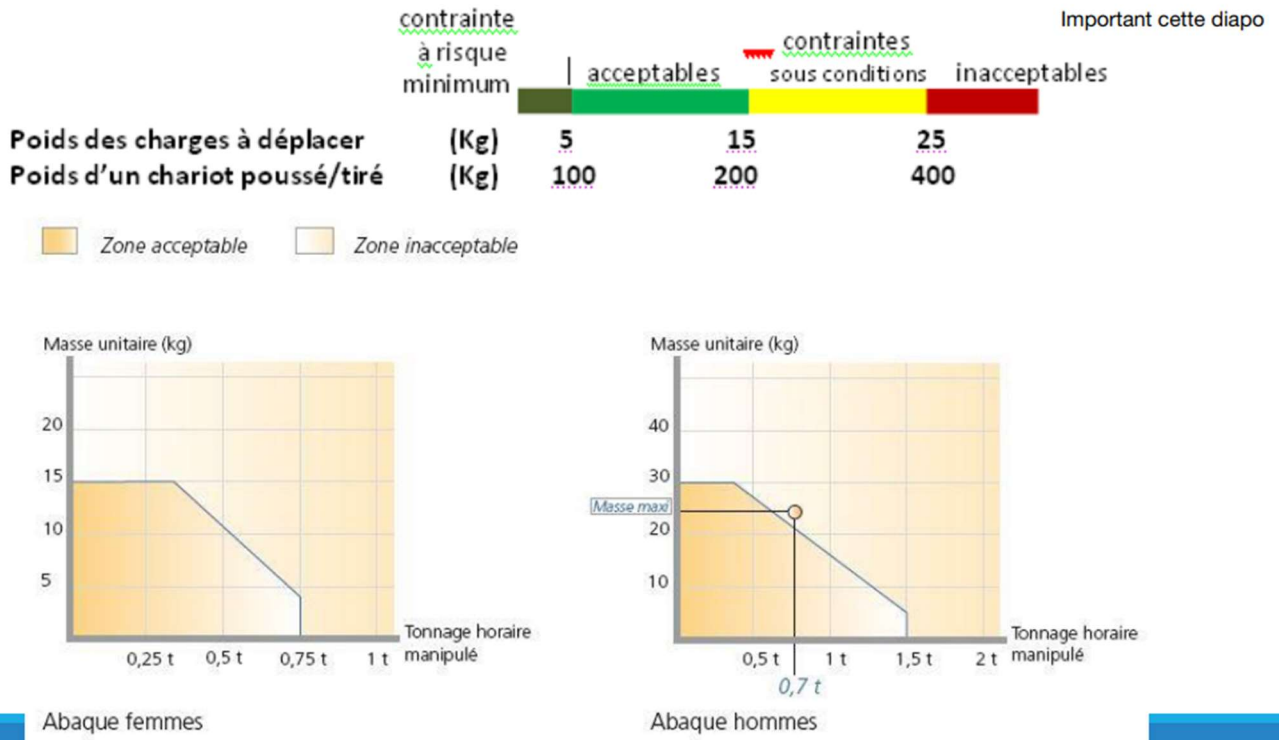 Important cette diapo
contrainte
à risque
minimum
acceptables
contraintes
sous conditions
inacceptables
Poids des charges à déplacer (Kg) 5 15 25
Poids d'un chariot poussé/tiré (Kg) 100 200 400
Zone acceptable Zone inacceptable
Masse unitaire (kg)
20
15
10
5
0,25 t 0,5 t 0,75 t 1 t
Tonnage horaire
manipulé
Abaque femmes
Masse unitaire (kg)
40
30
Masse maxi
20
10
0,5 t 1 t 1,5 t 2 t
0,7 t
Tonnage horaire
manipulé
Abaque hommes